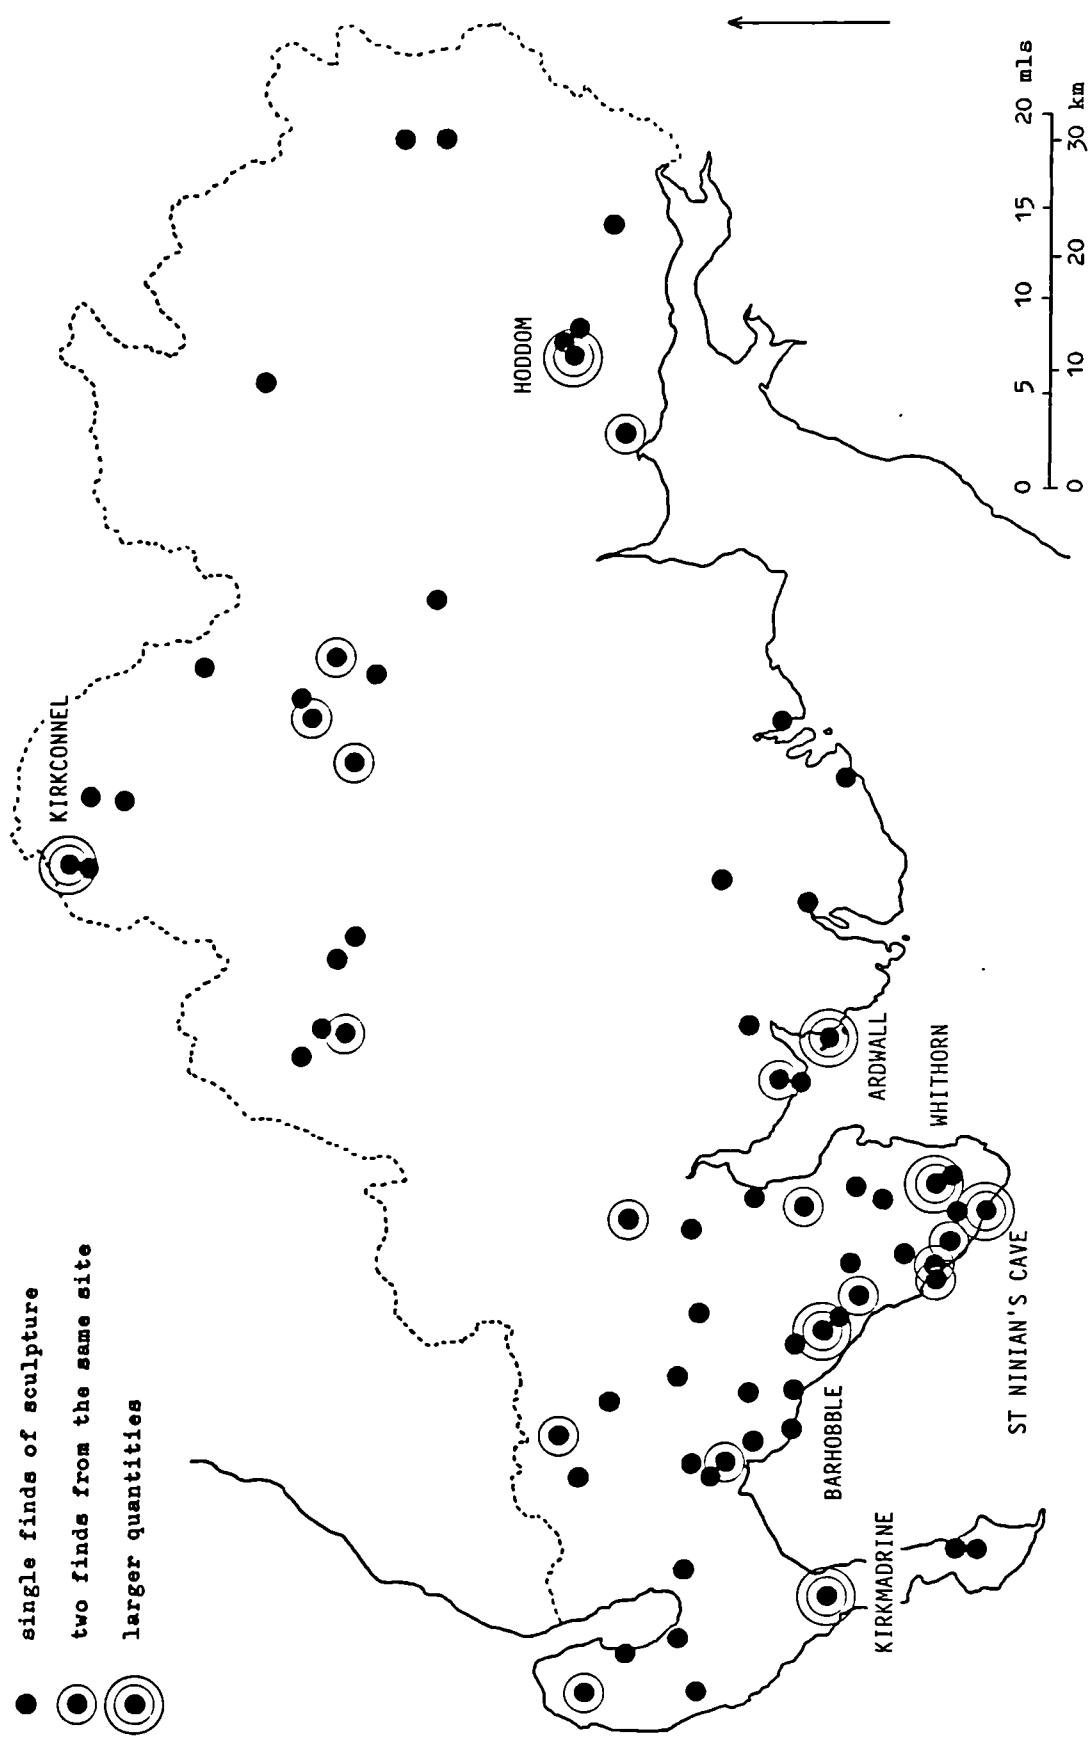 single finds of sculpture
two finds from the same site
larger quantities
KIRKCONNEL
HODDOM
ARDWALL
WHITHORN
ST NINIAN'S CAVE
BARHOBBLE
KIRKMADRINE
0 5 10 15 20 mls
0 10 20 30 km